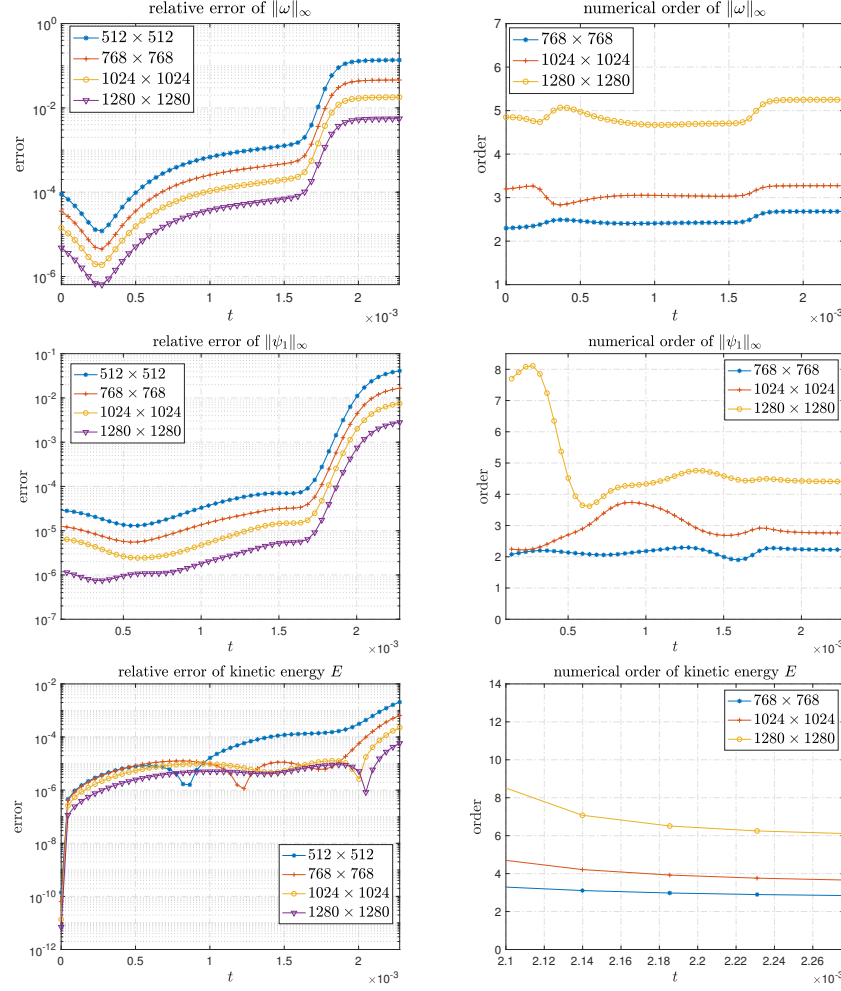 relative error of ‖ω‖∞
10^0
10^-2
10^-4
10^-6
error
512 × 512
768 × 768
1024 × 1024
1280 × 1280
0 0.5 1 1.5 2
t
×10^-3
numerical order of ‖ω‖∞
7
6
5
4
3
2
1
order
768 × 768
1024 × 1024
1280 × 1280
0 0.5 1 1.5 2
t
×10^-3
relative error of ‖ψ₁‖∞
10^-1
10^-2
10^-3
10^-4
10^-5
10^-6
10^-7
error
512 × 512
768 × 768
1024 × 1024
1280 × 1280
0.5 1 1.5 2
t
×10^-3
numerical order of ‖ψ₁‖∞
8
7
6
5
4
3
2
1
0
order
768 × 768
1024 × 1024
1280 × 1280
0.5 1 1.5 2
t
×10^-3
relative error of kinetic energy E
10^-2
10^-4
10^-6
10^-8
10^-10
10^-12
error
512 × 512
768 × 768
1024 × 1024
1280 × 1280
0 0.5 1 1.5 2
t
×10^-3
numerical order of kinetic energy E
14
12
10
8
6
4
2
0
order
768 × 768
1024 × 1024
1280 × 1280
2.1 2.12 2.14 2.16 2.18 2.2 2.22 2.24 2.26
t
×10^-3